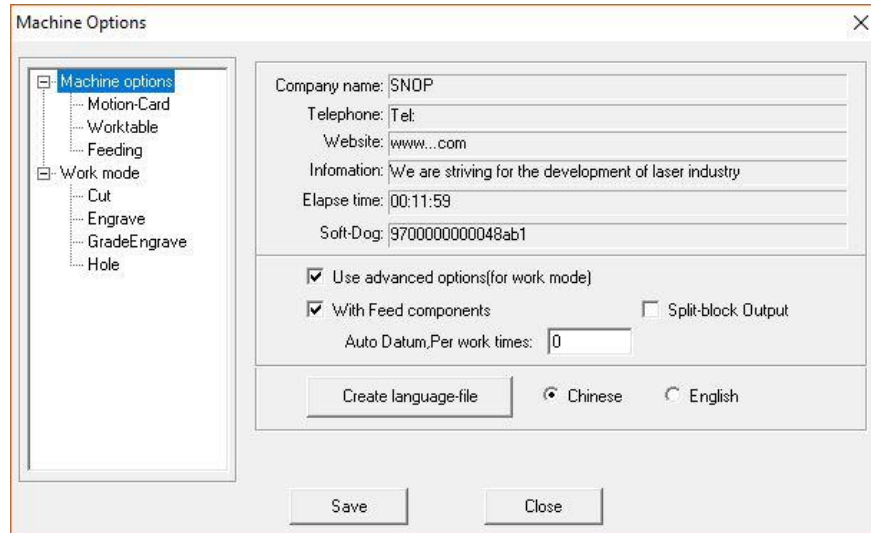 Machine Options
Machine options
Motion-Card
Worktable
Feeding
Work mode
Cut
Engrave
GradeEngrave
Hole
Company name: SNOP
Telephone: Tel:
Website: www...com
Infomation: We are striving for the development of laser industry
Elapse time: 00:11:59
Soft-Dog: 9700000000048ab1
Use advanced options(for work mode)
With Feed components Split-block Output
Auto Datum,Per work times: 0
Create language-file Chinese English
Save Close